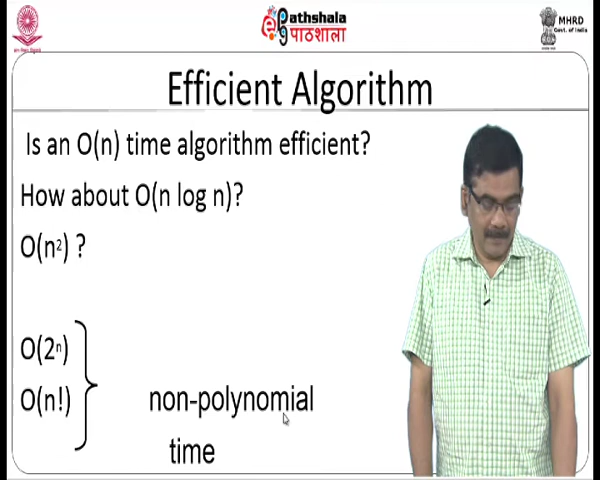 Pathshala
पाठशाला
MHRD
Govt. of India
Efficient Algorithm
Is an O(n) time algorithm efficient?
How about O(n log n)?
O(n²) ?
O(2ⁿ)
O(n!)
non-polynomial
time